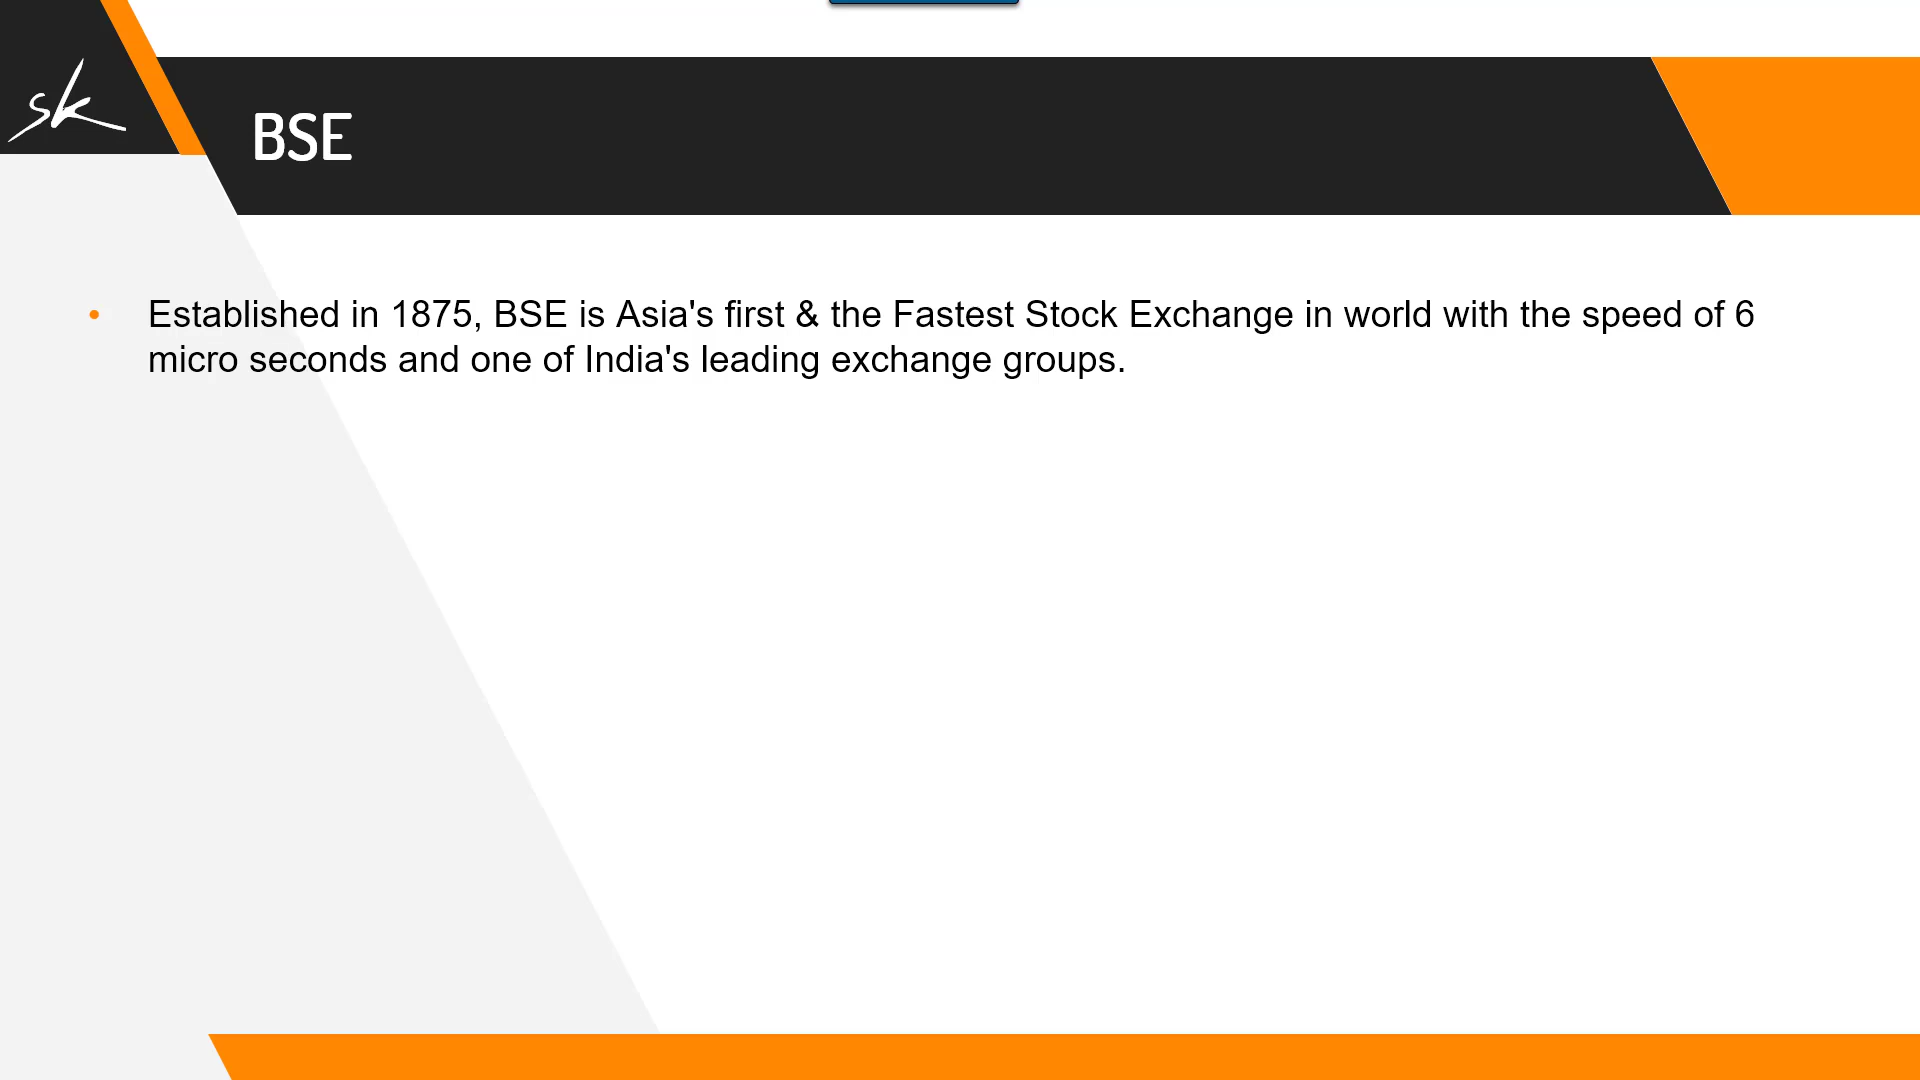 sk
BSE
• Established in 1875, BSE is Asia's first & the Fastest Stock Exchange in world with the speed of 6
micro seconds and one of India's leading exchange groups.